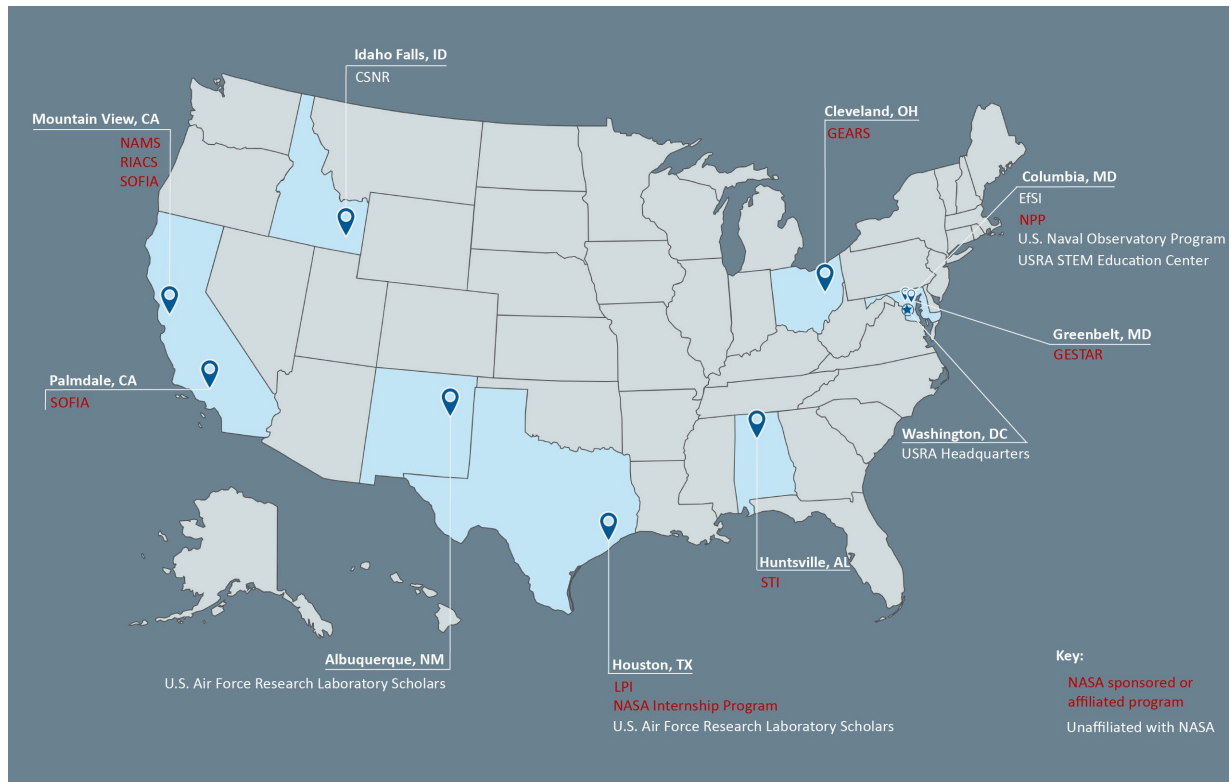 Idaho Falls, ID
CSNR
Mountain View, CA
NAMS
RIACS
SOFIA
Cleveland, OH
GEARS
Columbia, MD
EfSI
NPP
U.S. Naval Observatory Program
USRA STEM Education Center
Greenbelt, MD
GESTAR
Palmdale, CA
SOFIA
Washington, DC
USRA Headquarters
Huntsville, AL
STI
Albuquerque, NM
U.S. Air Force Research Laboratory Scholars
Houston, TX
LPI
NASA Internship Program
U.S. Air Force Research Laboratory Scholars
Key:
NASA sponsored or
affiliated program
Unaffiliated with NASA